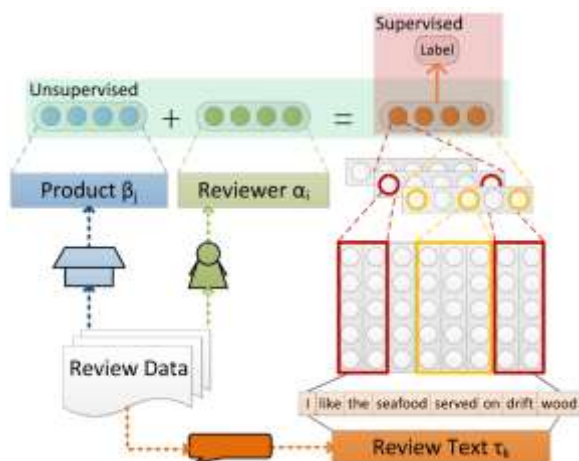 Supervised
Label
Unsupervised
+
=
Product βj
Reviewer αi
Review Data
I like the seafood served on drift wood
Review Text τk